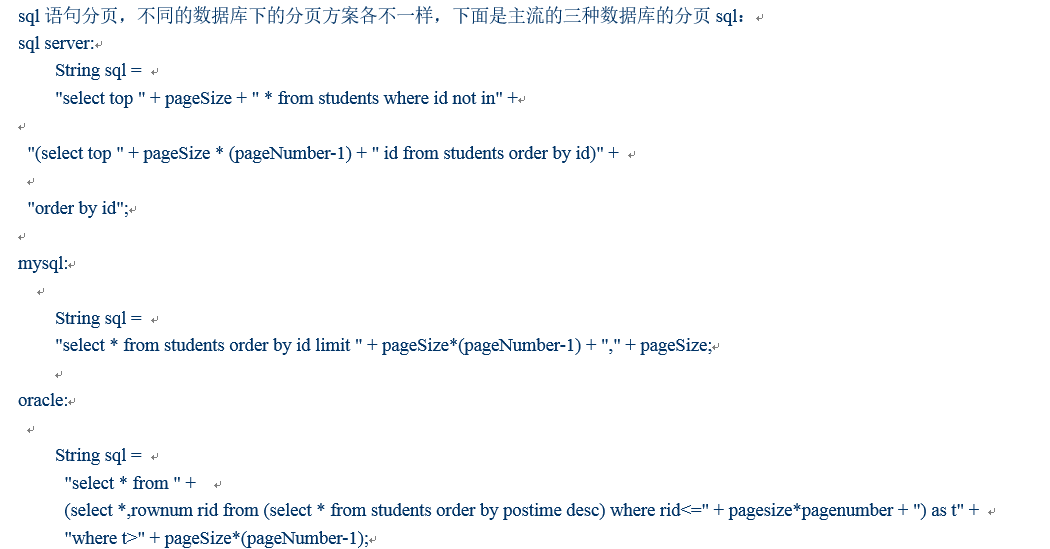 sql 语句分页，不同的数据库下的分页方案各不一样，下面是主流的三种数据库的分页 sql：
sql server:
String sql =
"select top " + pageSize + " * from students where id not in" +
"(select top " + pageSize * (pageNumber-1) + " id from students order by id)" +
"order by id";
mysql:
String sql =
"select * from students order by id limit " + pageSize*(pageNumber-1) + "," + pageSize;
oracle:
String sql =
"select * from " +
(select *,rownum rid from (select * from students order by postime desc) where rid<=" + pagesize*pagenumber + ") as t" +
"where t>" + pageSize*(pageNumber-1);